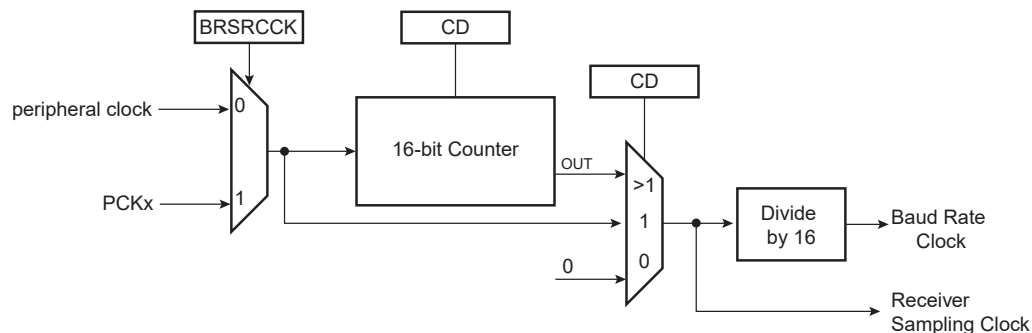 BRSRCCK
CD
CD
peripheral clock
0
16-bit Counter
OUT
>1
PCKx
1
1
Divide
by 16
Baud Rate
Clock
0
0
Receiver
Sampling Clock